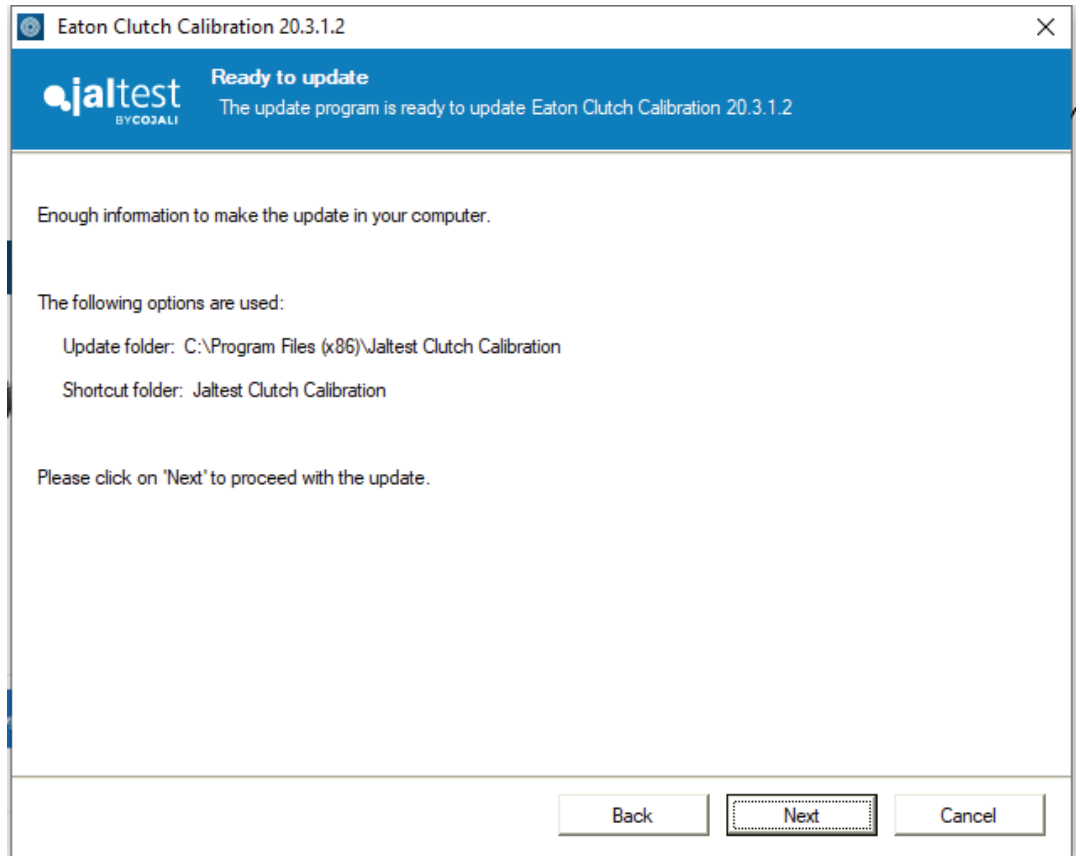 Eaton Clutch Calibration 20.3.1.2
jaltest
BY COJALI
Ready to update
The update program is ready to update Eaton Clutch Calibration 20.3.1.2
Enough information to make the update in your computer.
The following options are used:
Update folder: C:\Program Files (x86)\Jaltest Clutch Calibration
Shortcut folder: Jaltest Clutch Calibration
Please click on 'Next' to proceed with the update.
Back
Next
Cancel